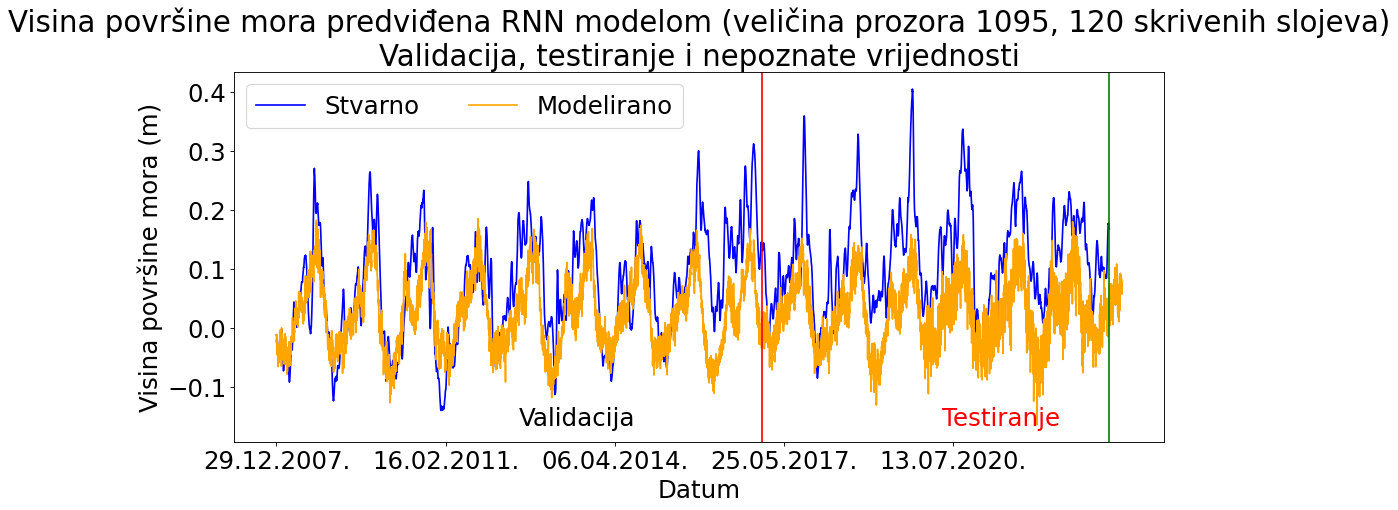 Visina površine mora predviđena RNN modelom (veličina prozora 1095, 120 skrivenih slojeva)
Validacija, testiranje i nepoznate vrijednosti
Stvarno Modelirano
Visina površine mora (m)
0.4
0.3
0.2
0.1
0.0
−0.1
Validacija
Testiranje
29.12.2007. 16.02.2011. 06.04.2014. 25.05.2017. 13.07.2020.
Datum